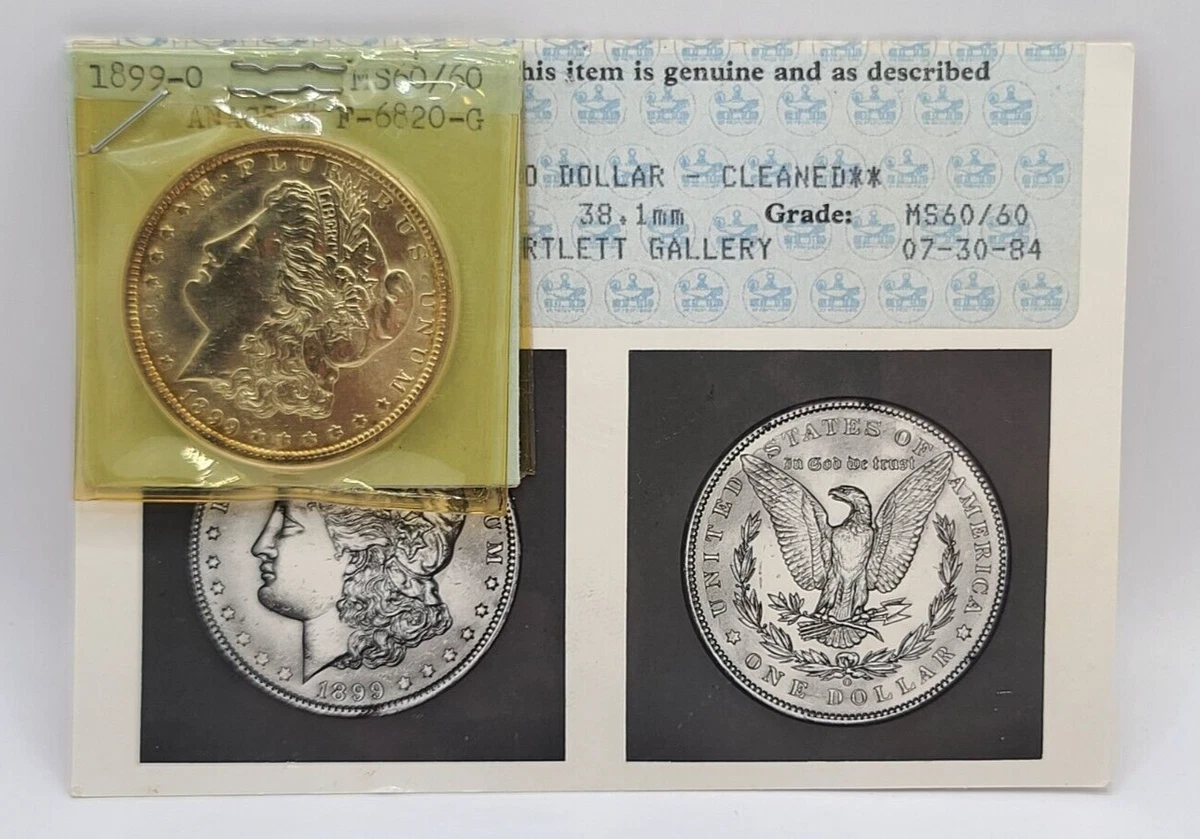 1899-O MS60/60
F-6820-G
his item is genuine and as described
O DOLLAR - CLEANED**
38.1mm Grade: MS60/60
RTLETT GALLERY 07-30-84
E·PLURIBUS·UNUM
1899
UM
1899
UNITED STATES OF AMERICA
In God we trust
O
ONE DOLLAR